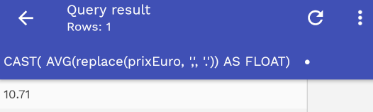 Query result
Rows: 1
CAST( AVG(replace(prixEuro, ',', '.')) AS FLOAT)
10.71